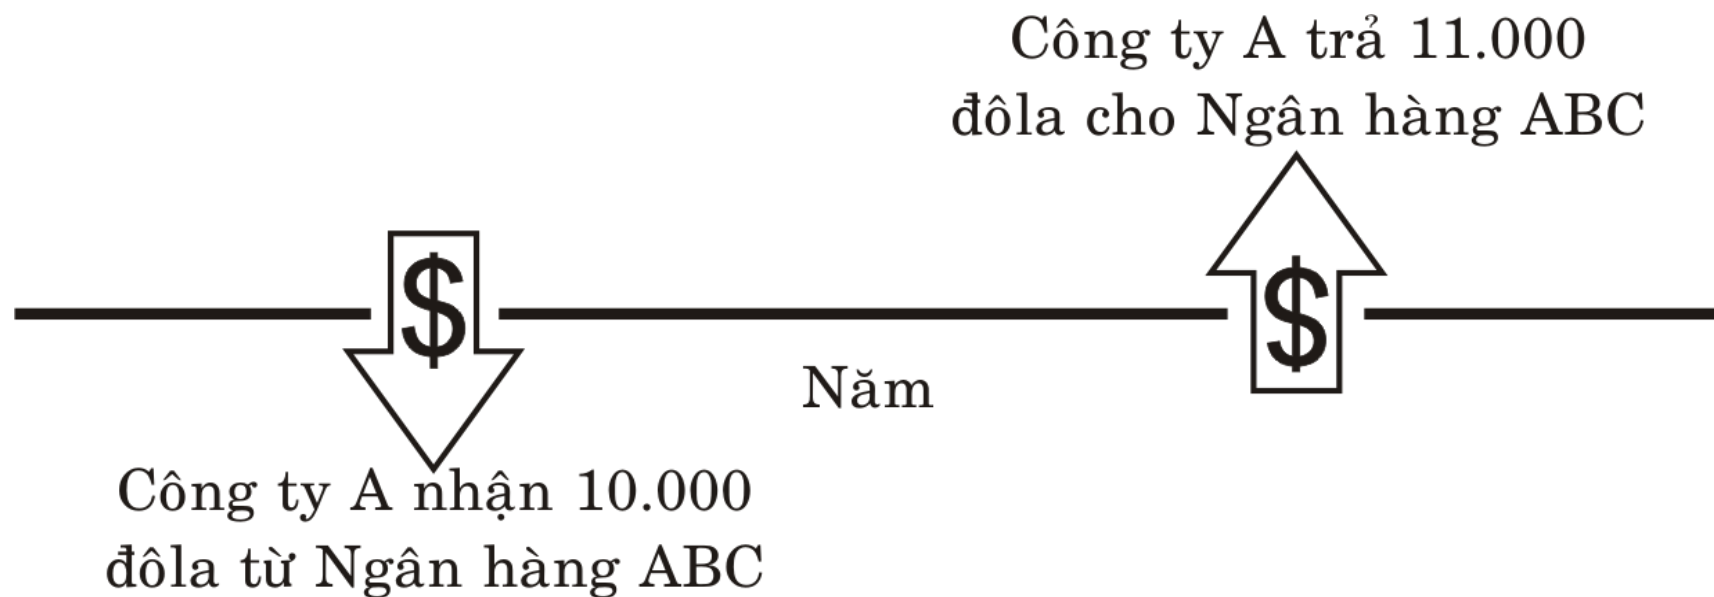 Công ty A trả 11.000
đôla cho Ngân hàng ABC
$
$
Năm
Công ty A nhận 10.000
đôla từ Ngân hàng ABC